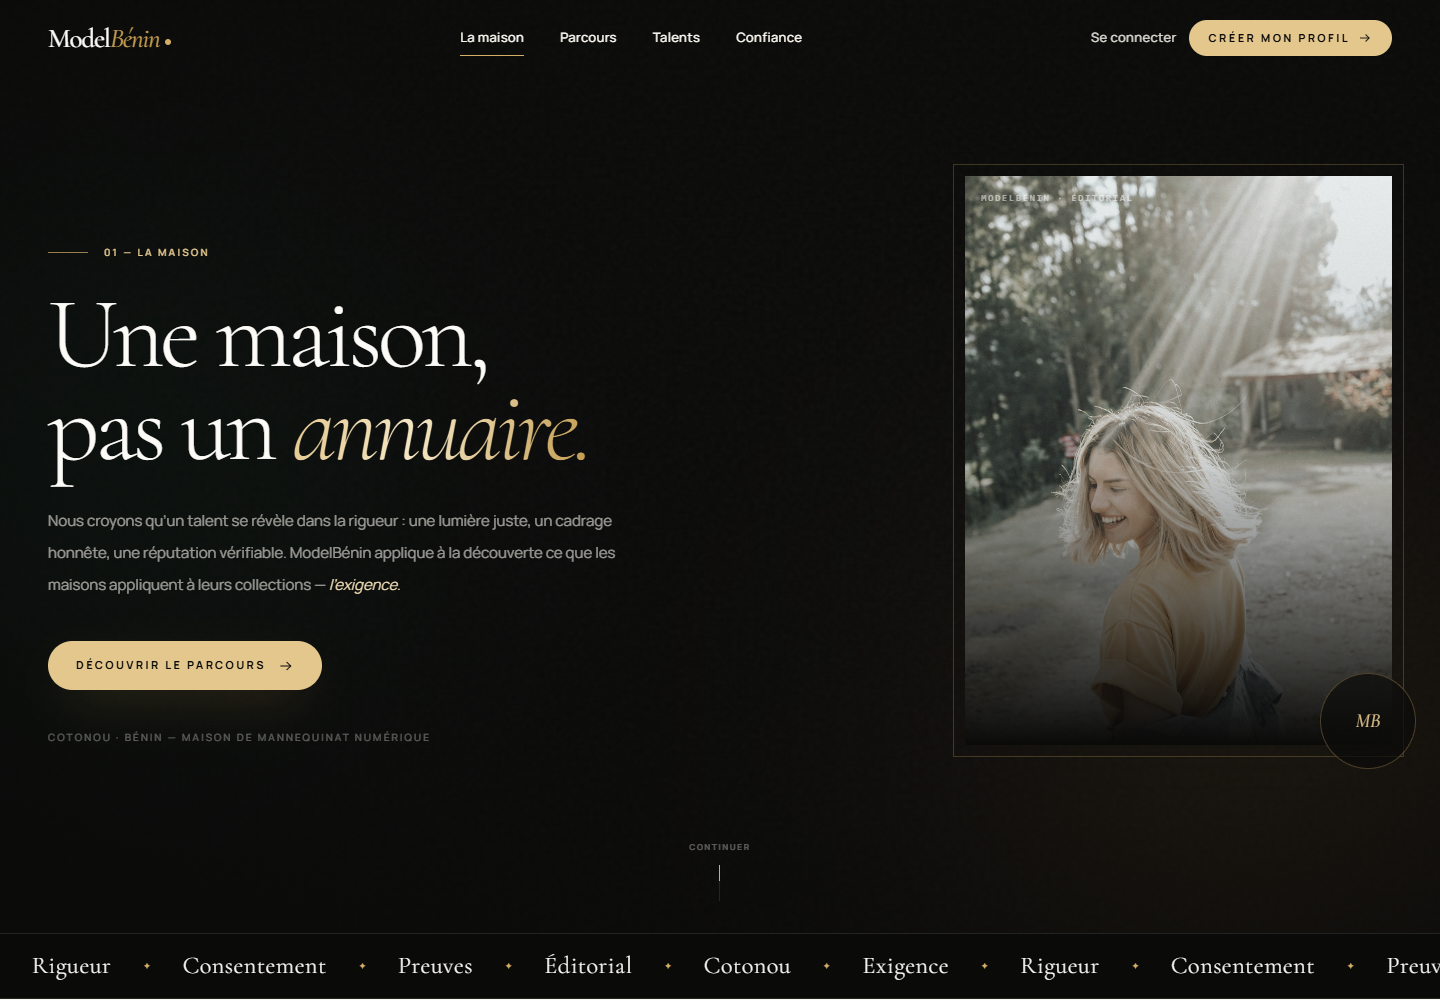 ModelBénin
La maison
Parcours
Talents
Confiance
Se connecter
CRÉER MON PROFIL →
MODELBÉNIN · ÉDITORIAL
01 — LA MAISON
Une maison,
pas un annuaire.
Nous croyons qu'un talent se révèle dans la rigueur : une lumière juste, un cadrage
honnête, une réputation vérifiable. ModelBénin applique à la découverte ce que les
maisons appliquent à leurs collections — l'exigence.
DÉCOUVRIR LE PARCOURS →
COTONOU · BÉNIN — MAISON DE MANNEQUINAT NUMÉRIQUE
MB
CONTINUER
Rigueur ✦ Consentement ✦ Preuves ✦ Éditorial ✦ Cotonou ✦ Exigence ✦ Rigueur ✦ Consentement ✦ Preuv